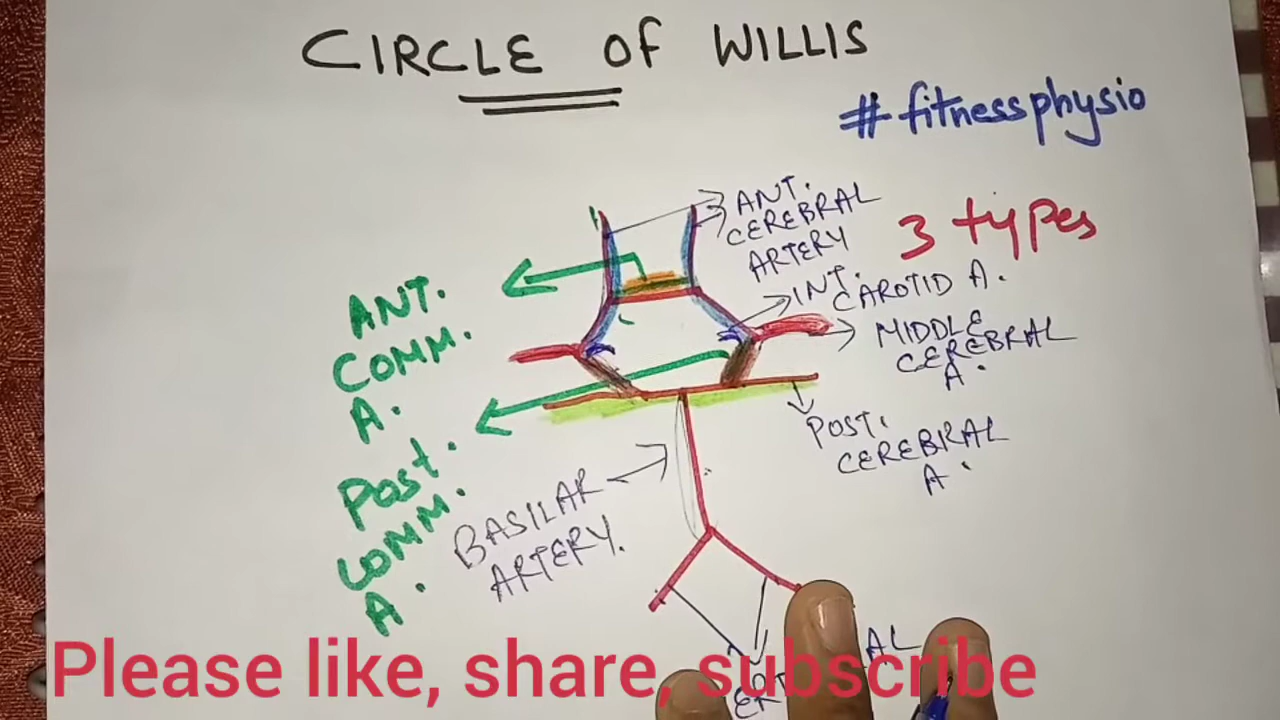 CIRCLE OF WILLIS
#fitnessphysio
ANT.
CEREBRAL
ARTERY
3 types
INT.
CAROTID A.
MIDDLE
CEREBRAL
A.
ANT.
COMM.
A.
POST.
CEREBRAL
A.
Post.
COMM.
A.
BASILAR
ARTERY.
Please like, share, subscribe